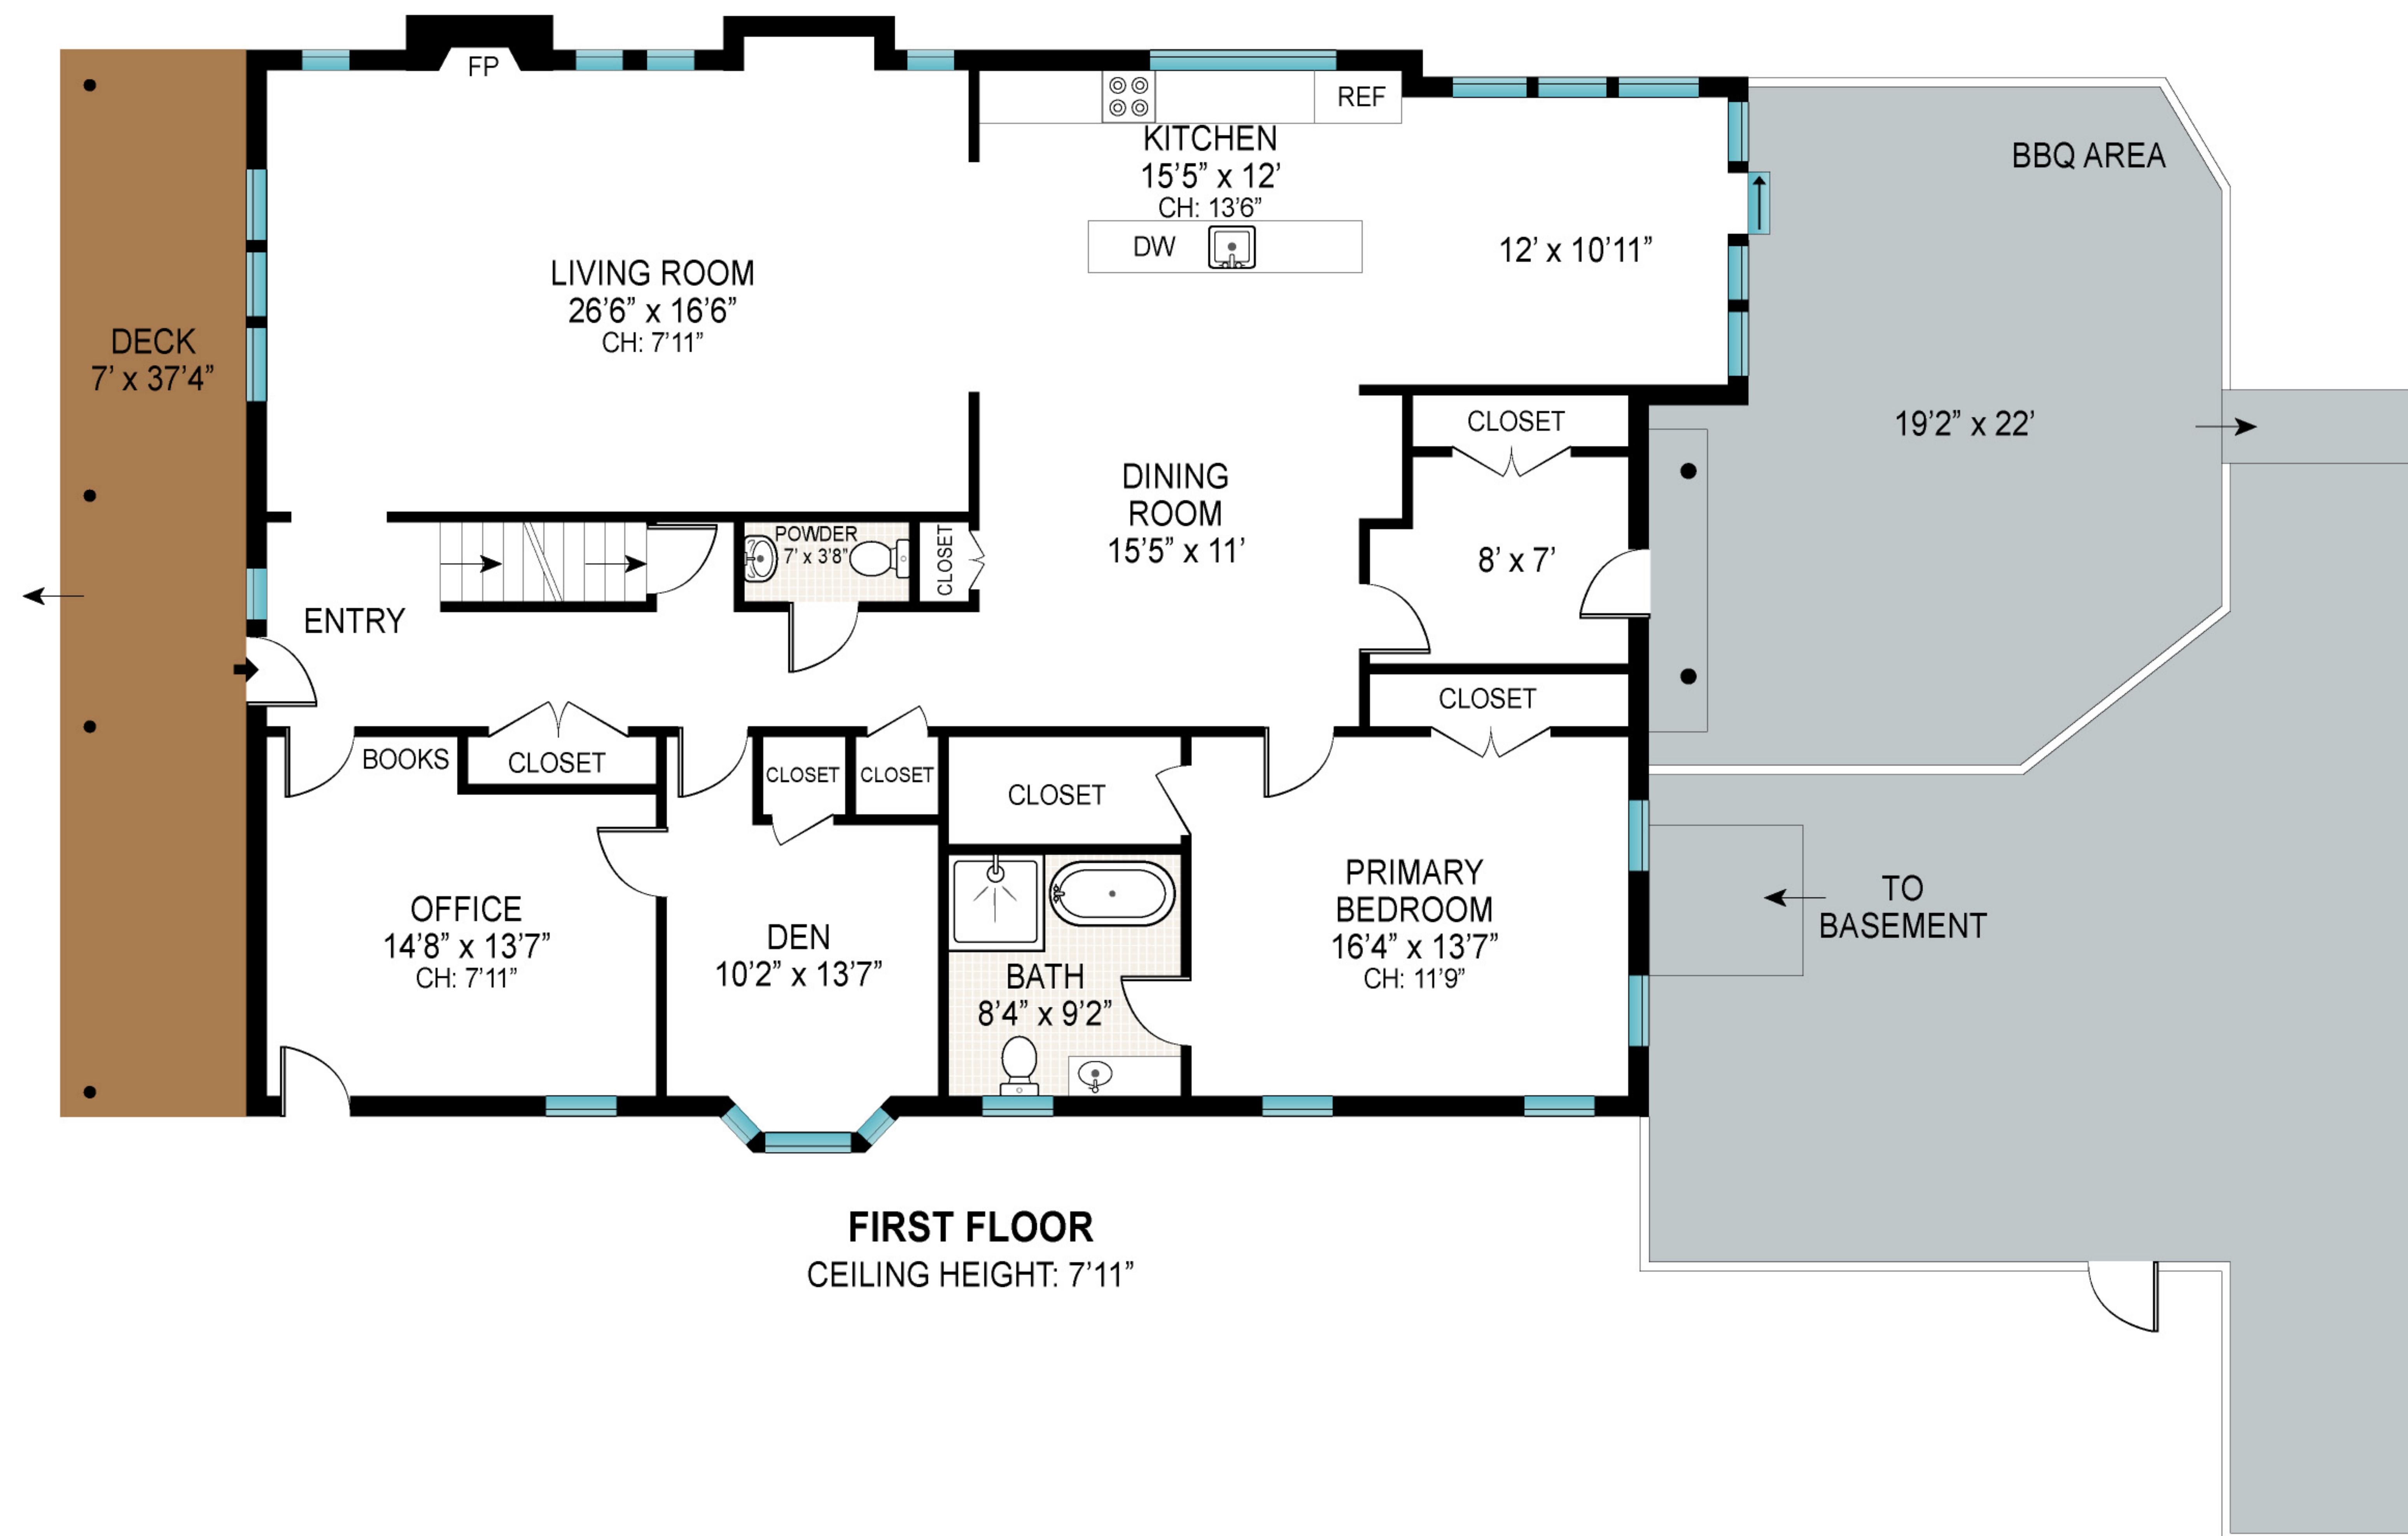 FP
REF
KITCHEN
15’5” x 12’
CH: 13’6”
DW
12’ x 10’11”
BBQ AREA
LIVING ROOM
26’6” x 16’6”
CH: 7’11”
DECK
7’ x 37’4”
CLOSET
19’2” x 22’
DINING
ROOM
15’5” x 11’
POWDER
7’ x 3’8”
CLOSET
8’ x 7’
ENTRY
CLOSET
BOOKS
CLOSET
CLOSET
CLOSET
CLOSET
OFFICE
14’8” x 13’7”
CH: 7’11”
DEN
10’2” x 13’7”
BATH
8’4” x 9’2”
PRIMARY
BEDROOM
16’4” x 13’7”
CH: 11’9”
TO
BASEMENT
FIRST FLOOR
CEILING HEIGHT: 7’11”